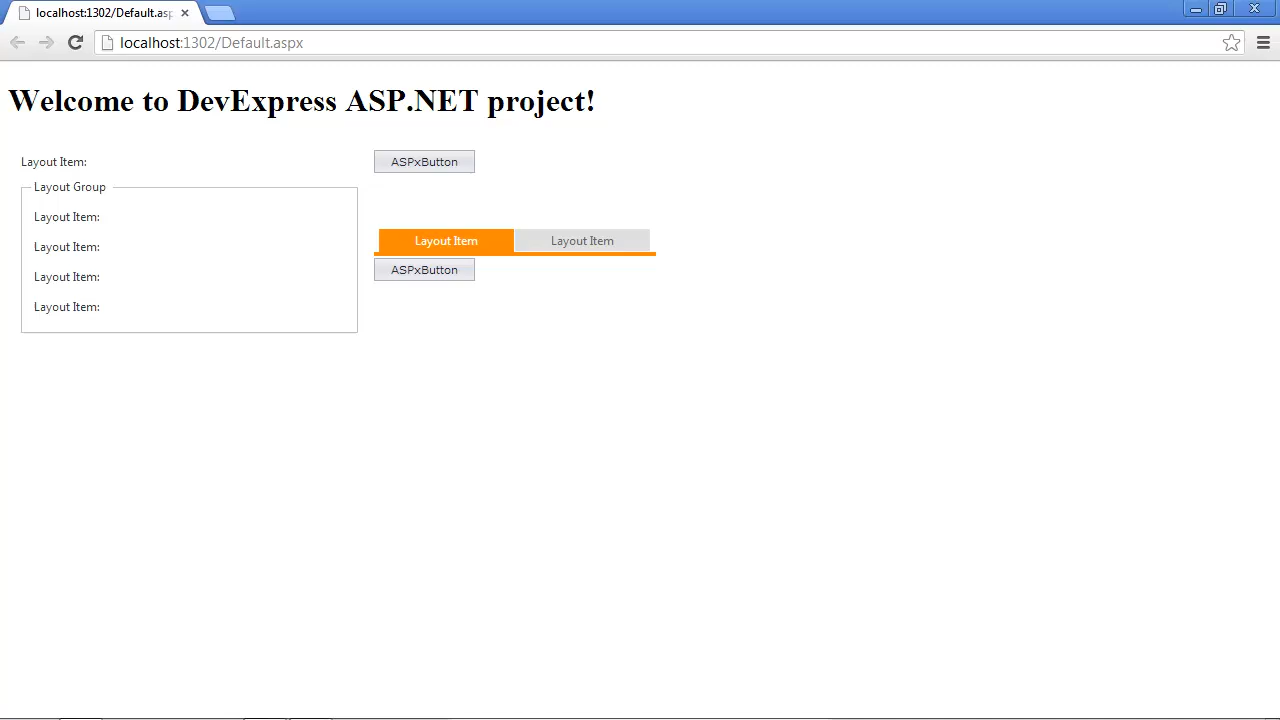 localhost:1302/Default.asp
localhost:1302/Default.aspx
Welcome to DevExpress ASP.NET project!
Layout Item:
ASPxButton
Layout Group
Layout Item:
Layout Item:
Layout Item:
Layout Item:
Layout Item
Layout Item
ASPxButton